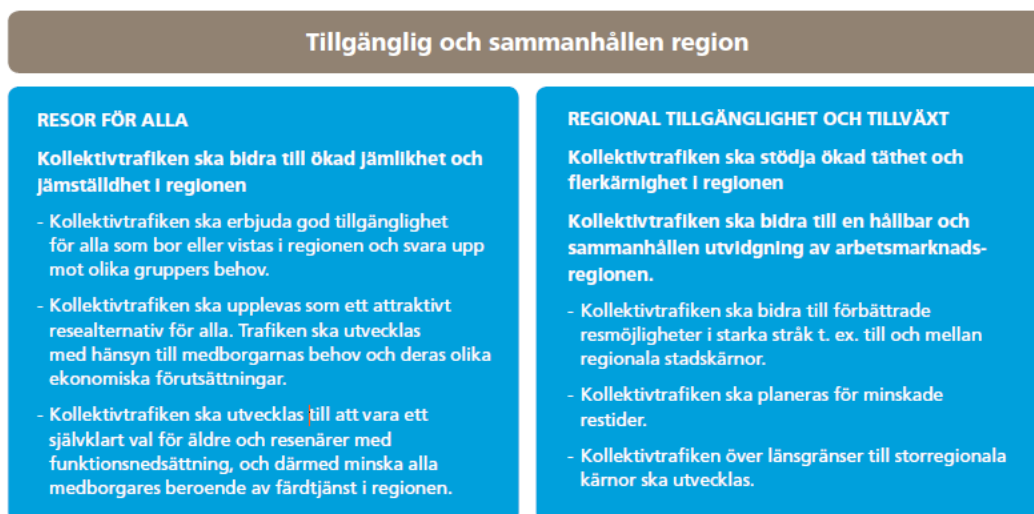 Tillgänglig och sammanhållen region
RESOR FÖR ALLA
Kollektivtrafiken ska bidra till ökad jämlikhet och
jämställdhet i regionen
- Kollektivtrafiken ska erbjuda god tillgänglighet
för alla som bor eller vistas i regionen och svara upp
mot olika gruppers behov.
- Kollektivtrafiken ska upplevas som ett attraktivt
resealternativ för alla. Trafiken ska utvecklas
med hänsyn till medborgarnas behov och deras olika
ekonomiska förutsättningar.
- Kollektivtrafiken ska utvecklas till att vara ett
självklart val för äldre och resenärer med
funktionsnedsättning, och därmed minska alla
medborgares beroende av färdtjänst i regionen.
REGIONAL TILLGÄNGLIGHET OCH TILLVÄXT
Kollektivtrafiken ska stödja ökad täthet och
flerkärnighet i regionen
Kollektivtrafiken ska bidra till en hållbar och
sammanhållen utvidgning av arbetsmarknads-
regionen.
- Kollektivtrafiken ska bidra till förbättrade
resmöjligheter i starka stråk t. ex. till och mellan
regionala stadskärnor.
- Kollektivtrafiken ska planeras för minskade
restider.
- Kollektivtrafiken över länsgränser till storregionala
kärnor ska utvecklas.